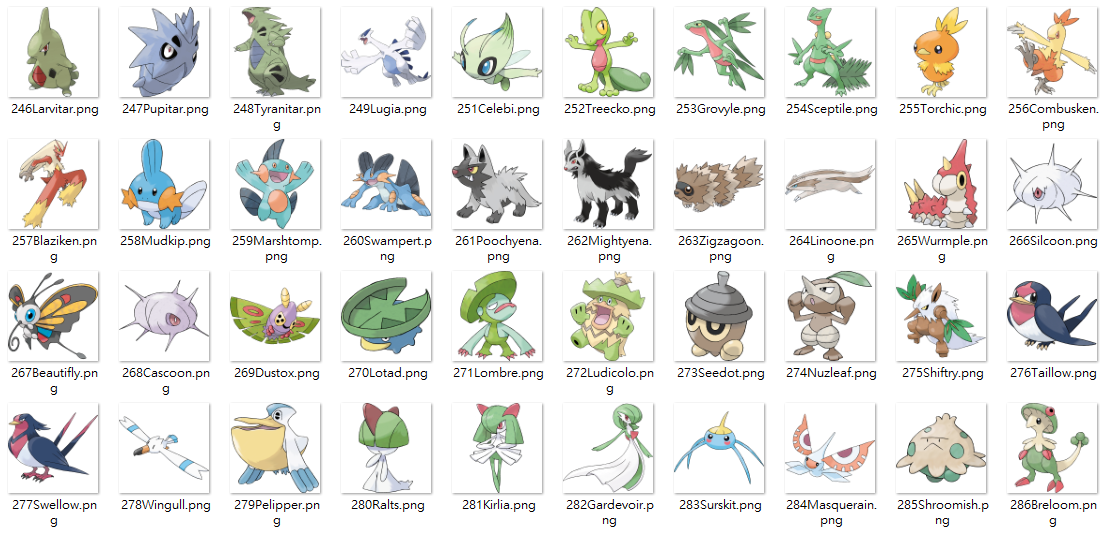 246Larvitar.png
247Pupitar.png
248Tyranitar.pn
g
249Lugia.png
251Celebi.png
252Treecko.png
253Grovyle.png
254Sceptile.png
255Torchic.png
256Combusken.
png
257Blaziken.pn
g
258Mudkip.png
259Marshtomp.
png
260Swampert.p
ng
261Poochyena.
png
262Mightyena.
png
263Zigzagoon.
png
264Linoone.pn
g
265Wurmple.pn
g
266Silcoon.png
267Beautifly.pn
g
268Cascoon.pn
g
269Dustox.png
270Lotad.png
271Lombre.png
272Ludicolo.pn
g
273Seedot.png
274Nuzleaf.pn
g
275Shiftry.png
276Taillow.png
277Swellow.pn
g
278Wingull.png
279Pelipper.pn
g
280Ralts.png
281Kirlia.png
282Gardevoir.p
ng
283Surskit.png
284Masquerain.
png
285Shroomish.p
ng
286Breloom.pn
g